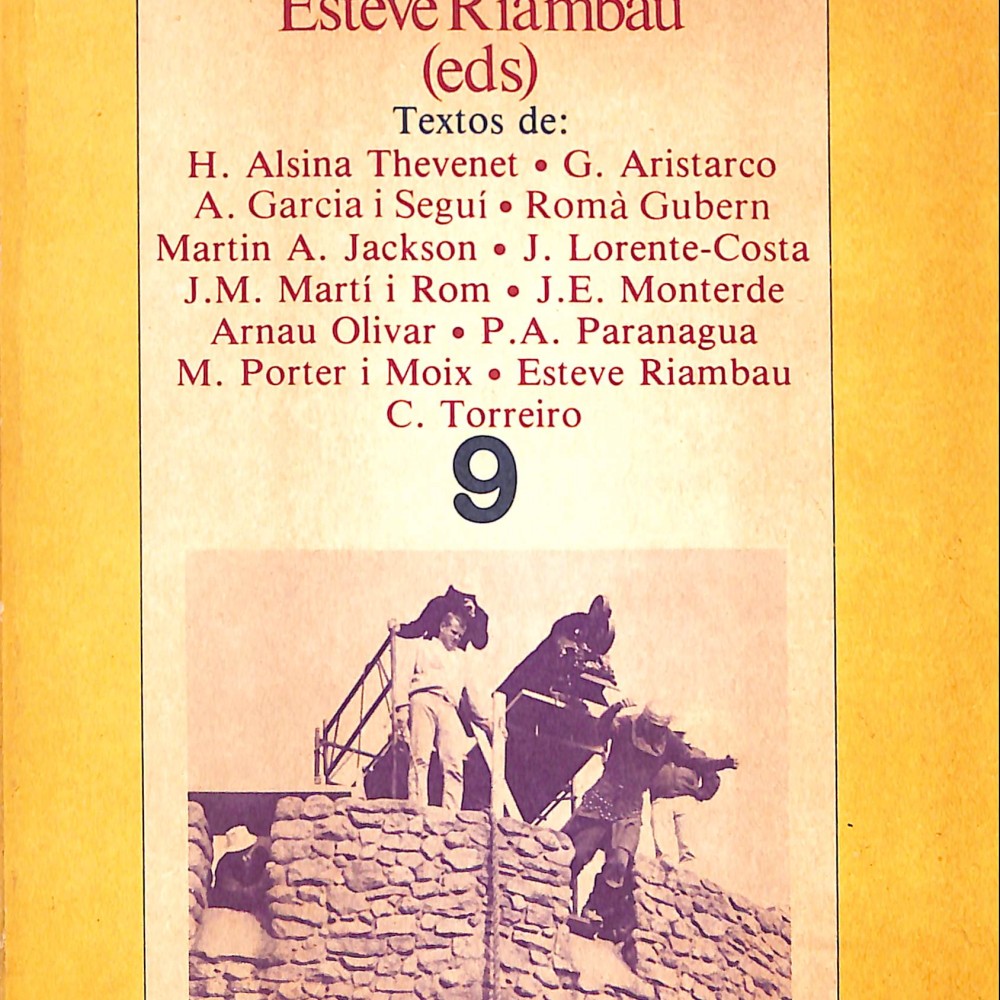 Esteve Riambau
(eds)
Textos de:
H. Alsina Thevenet • G. Aristarco
A. Garcia i Seguí • Romà Gubern
Martin A. Jackson • J. Lorente-Costa
J.M. Martí i Rom • J.E. Monterde
Arnau Olivar • P.A. Paranagua
M. Porter i Moix • Esteve Riambau
C. Torreiro
9